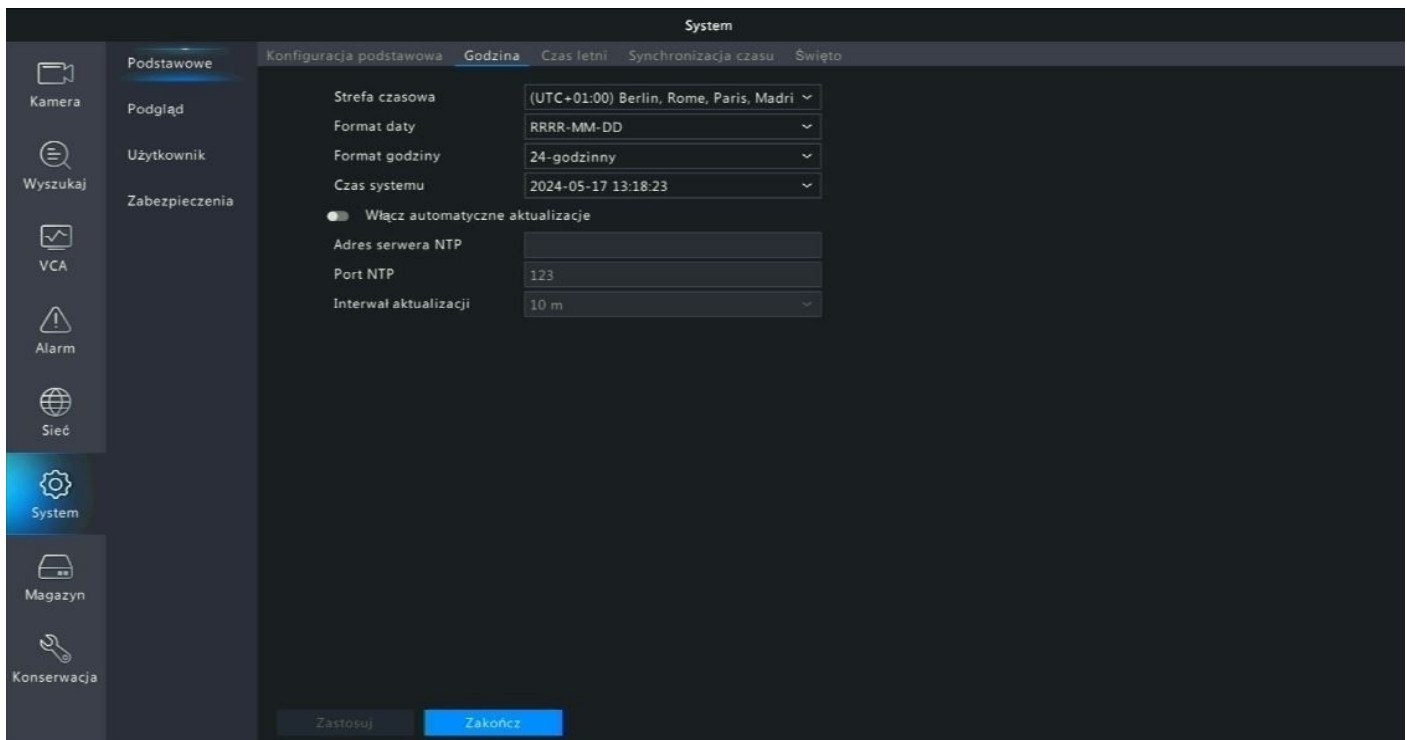 System
Kamera
Wyszukaj
VCA
Alarm
Sieć
System
Magazyn
Konserwacja
Podstawowe
Podgląd
Użytkownik
Zabezpieczenia
Konfiguracja podstawowa Godzina Czas letni Synchronizacja czasu Święto
Strefa czasowa (UTC+01:00) Berlin, Rome, Paris, Madri
Format daty RRRR-MM-DD
Format godziny 24-godzinny
Czas systemu 2024-05-17 13:18:23
Włącz automatyczne aktualizacje
Adres serwera NTP
Port NTP 123
Interwał aktualizacji 10 m
Zastosuj Zakończ